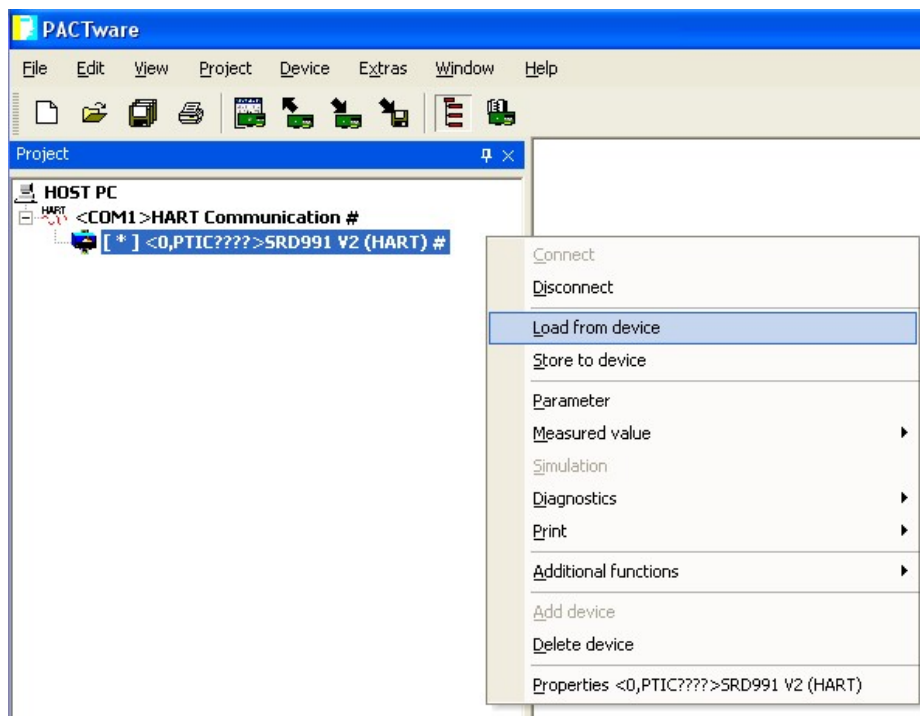 PACTware
File Edit View Project Device Extras Window Help
Project
HOST PC
HART <COM1>HART Communication #
[ * ] <0,PTIC????>SRD991 V2 (HART) #
Connect
Disconnect
Load from device
Store to device
Parameter
Measured value
Simulation
Diagnostics
Print
Additional functions
Add device
Delete device
Properties <0,PTIC????>SRD991 V2 (HART)